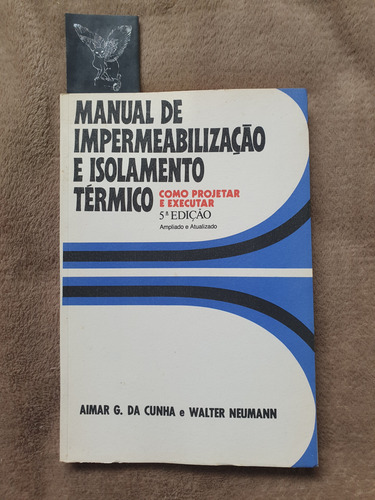 MANUAL DE
IMPERMEABILIZAÇÃO
E ISOLAMENTO
TÉRMICO COMO PROJETAR
E EXECUTAR
5ª EDIÇÃO
Ampliado e Atualizado
AIMAR G. DA CUNHA e WALTER NEUMANN